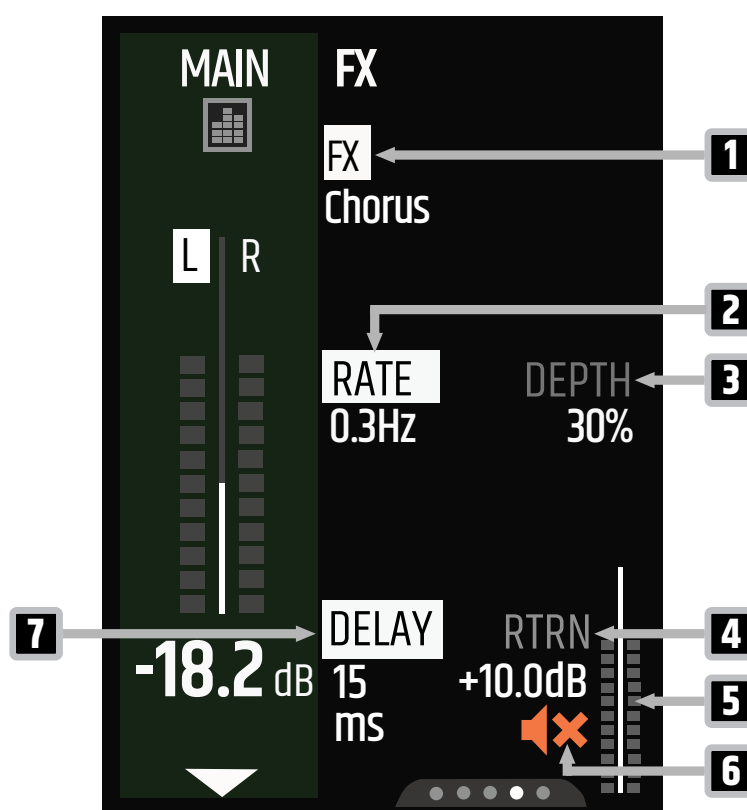 MAIN
FX
FX
1
Chorus
L R
2
RATE
DEPTH
3
0.3Hz
30%
7
DELAY
RTRN
4
-18.2 dB
15
ms
+10.0dB
5
6